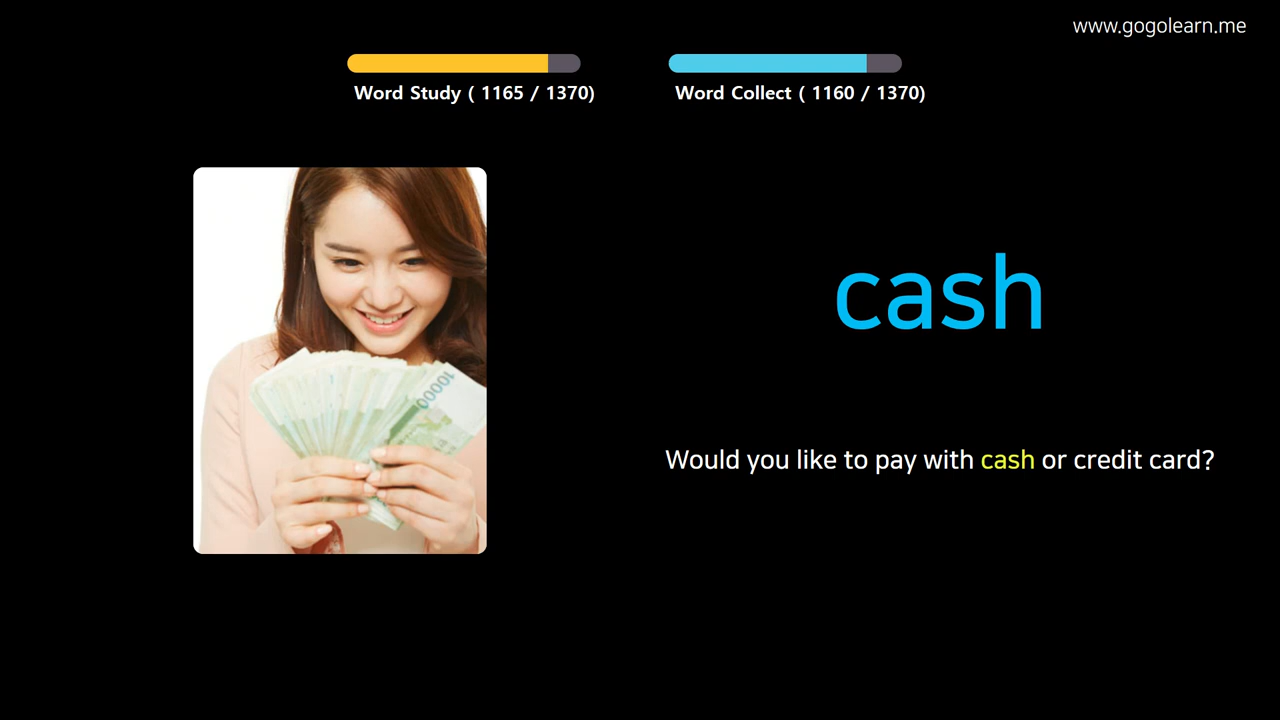 www.gogolearn.me
Word Study ( 1165 / 1370)
Word Collect ( 1160 / 1370)
10000
cash
Would you like to pay with cash or credit card?